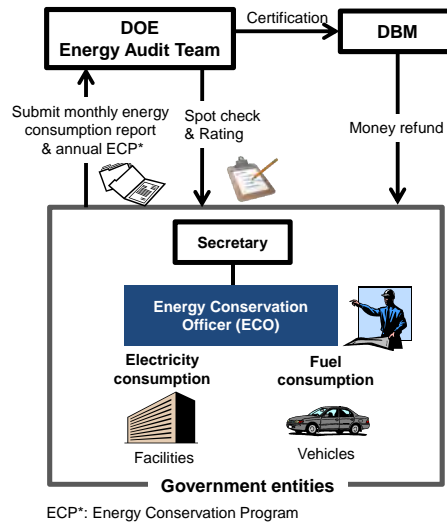 DOE
Energy Audit Team
Certification
DBM
Submit monthly energy
consumption report
& annual ECP*
Spot check
& Rating
Money refund
Secretary
Energy Conservation
Officer (ECO)
Electricity
consumption
Fuel
consumption
Facilities
Vehicles
Government entities
ECP*: Energy Conservation Program